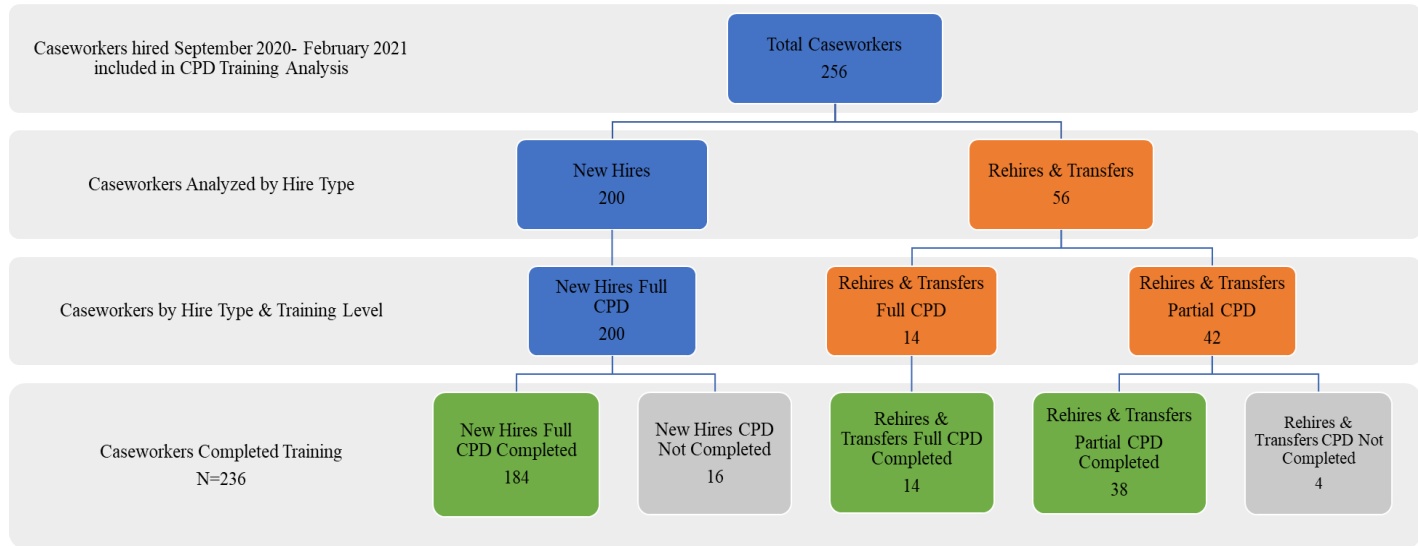 Caseworkers hired September 2020- February 2021
included in CPD Training Analysis
Total Caseworkers
256
Caseworkers Analyzed by Hire Type
New Hires
200
Rehires & Transfers
56
Caseworkers by Hire Type & Training Level
New Hires Full
CPD
200
Rehires & Transfers
Full CPD
14
Rehires & Transfers
Partial CPD
42
Caseworkers Completed Training
N=236
New Hires Full
CPD Completed
184
New Hires CPD
Not Completed
16
Rehires &
Transfers Full CPD
Completed
14
Rehires & Transfers
Partial CPD
Completed
38
Rehires &
Transfers CPD Not
Completed
4